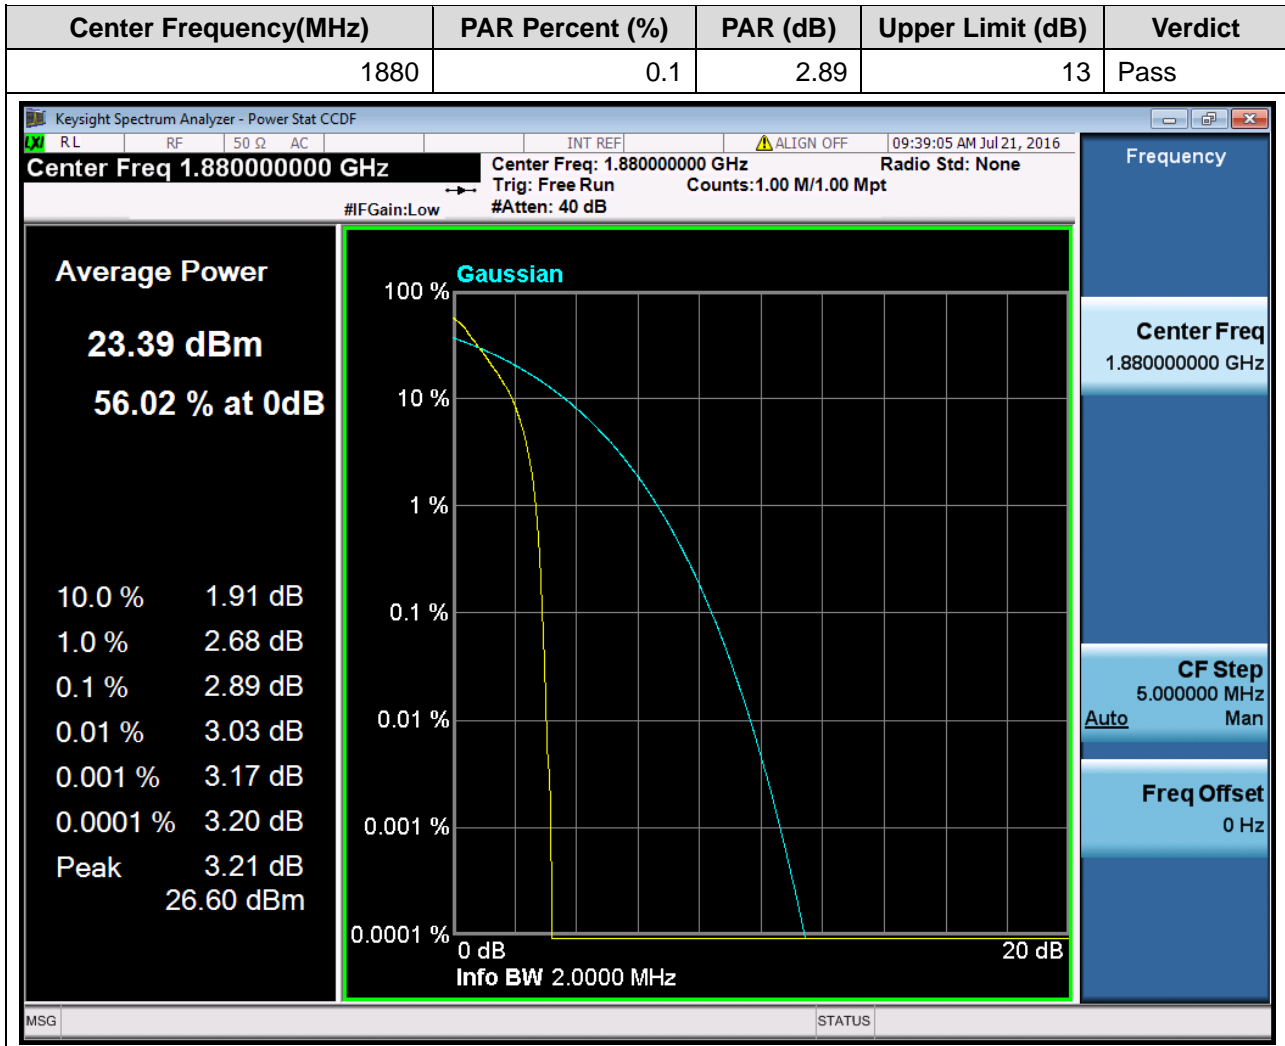 Center Frequency(MHz) PAR Percent (%) PAR (dB) Upper Limit (dB) Verdict
1880 0.1 2.89 13 Pass
Keysight Spectrum Analyzer - Power Stat CCDF
LXI RL RF 50 Ω AC INT REF ALIGN OFF 09:39:05 AM Jul 21, 2016
Center Freq 1.880000000 GHz
Center Freq: 1.880000000 GHz Radio Std: None
Trig: Free Run Counts:1.00 M/1.00 Mpt
#IFGain:Low #Atten: 40 dB
Frequency
Average Power
23.39 dBm
56.02 % at 0dB
10.0 % 1.91 dB
1.0 % 2.68 dB
0.1 % 2.89 dB
0.01 % 3.03 dB
0.001 % 3.17 dB
0.0001 % 3.20 dB
Peak 3.21 dB
26.60 dBm
Gaussian
100 %
10 %
1 %
0.1 %
0.01 %
0.001 %
0.0001 %
0 dB 20 dB
Info BW 2.0000 MHz
Center Freq
1.880000000 GHz
CF Step
5.000000 MHz
Auto Man
Freq Offset
0 Hz
MSG STATUS